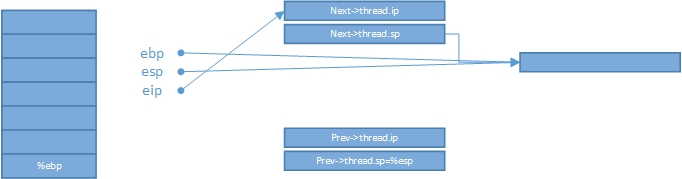 Next->thread.ip
Next->thread.sp
ebp
esp
eip
Prev->thread.ip
Prev->thread.sp=%esp
%ebp